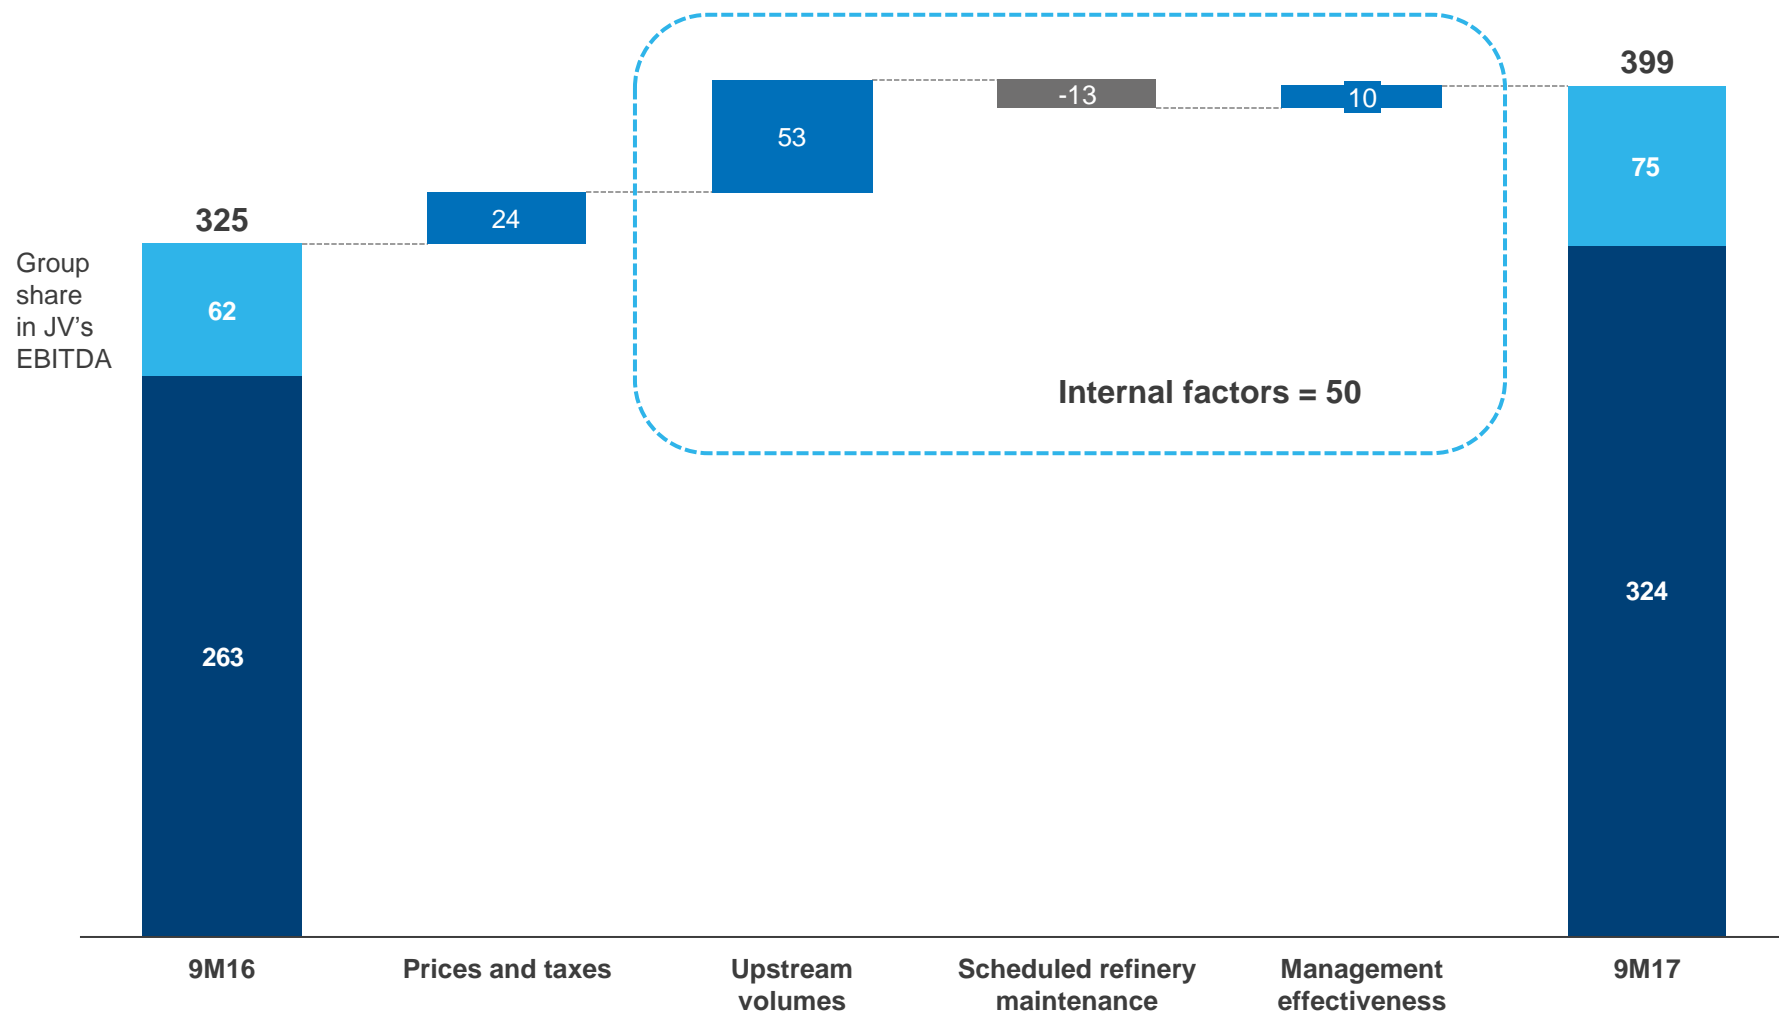 399
-13
10
53
75
325
24
Group
share
in JV’s
EBITDA
62
Internal factors = 50
324
263
9M16
Prices and taxes
Upstream
volumes
Scheduled refinery
maintenance
Management
effectiveness
9M17